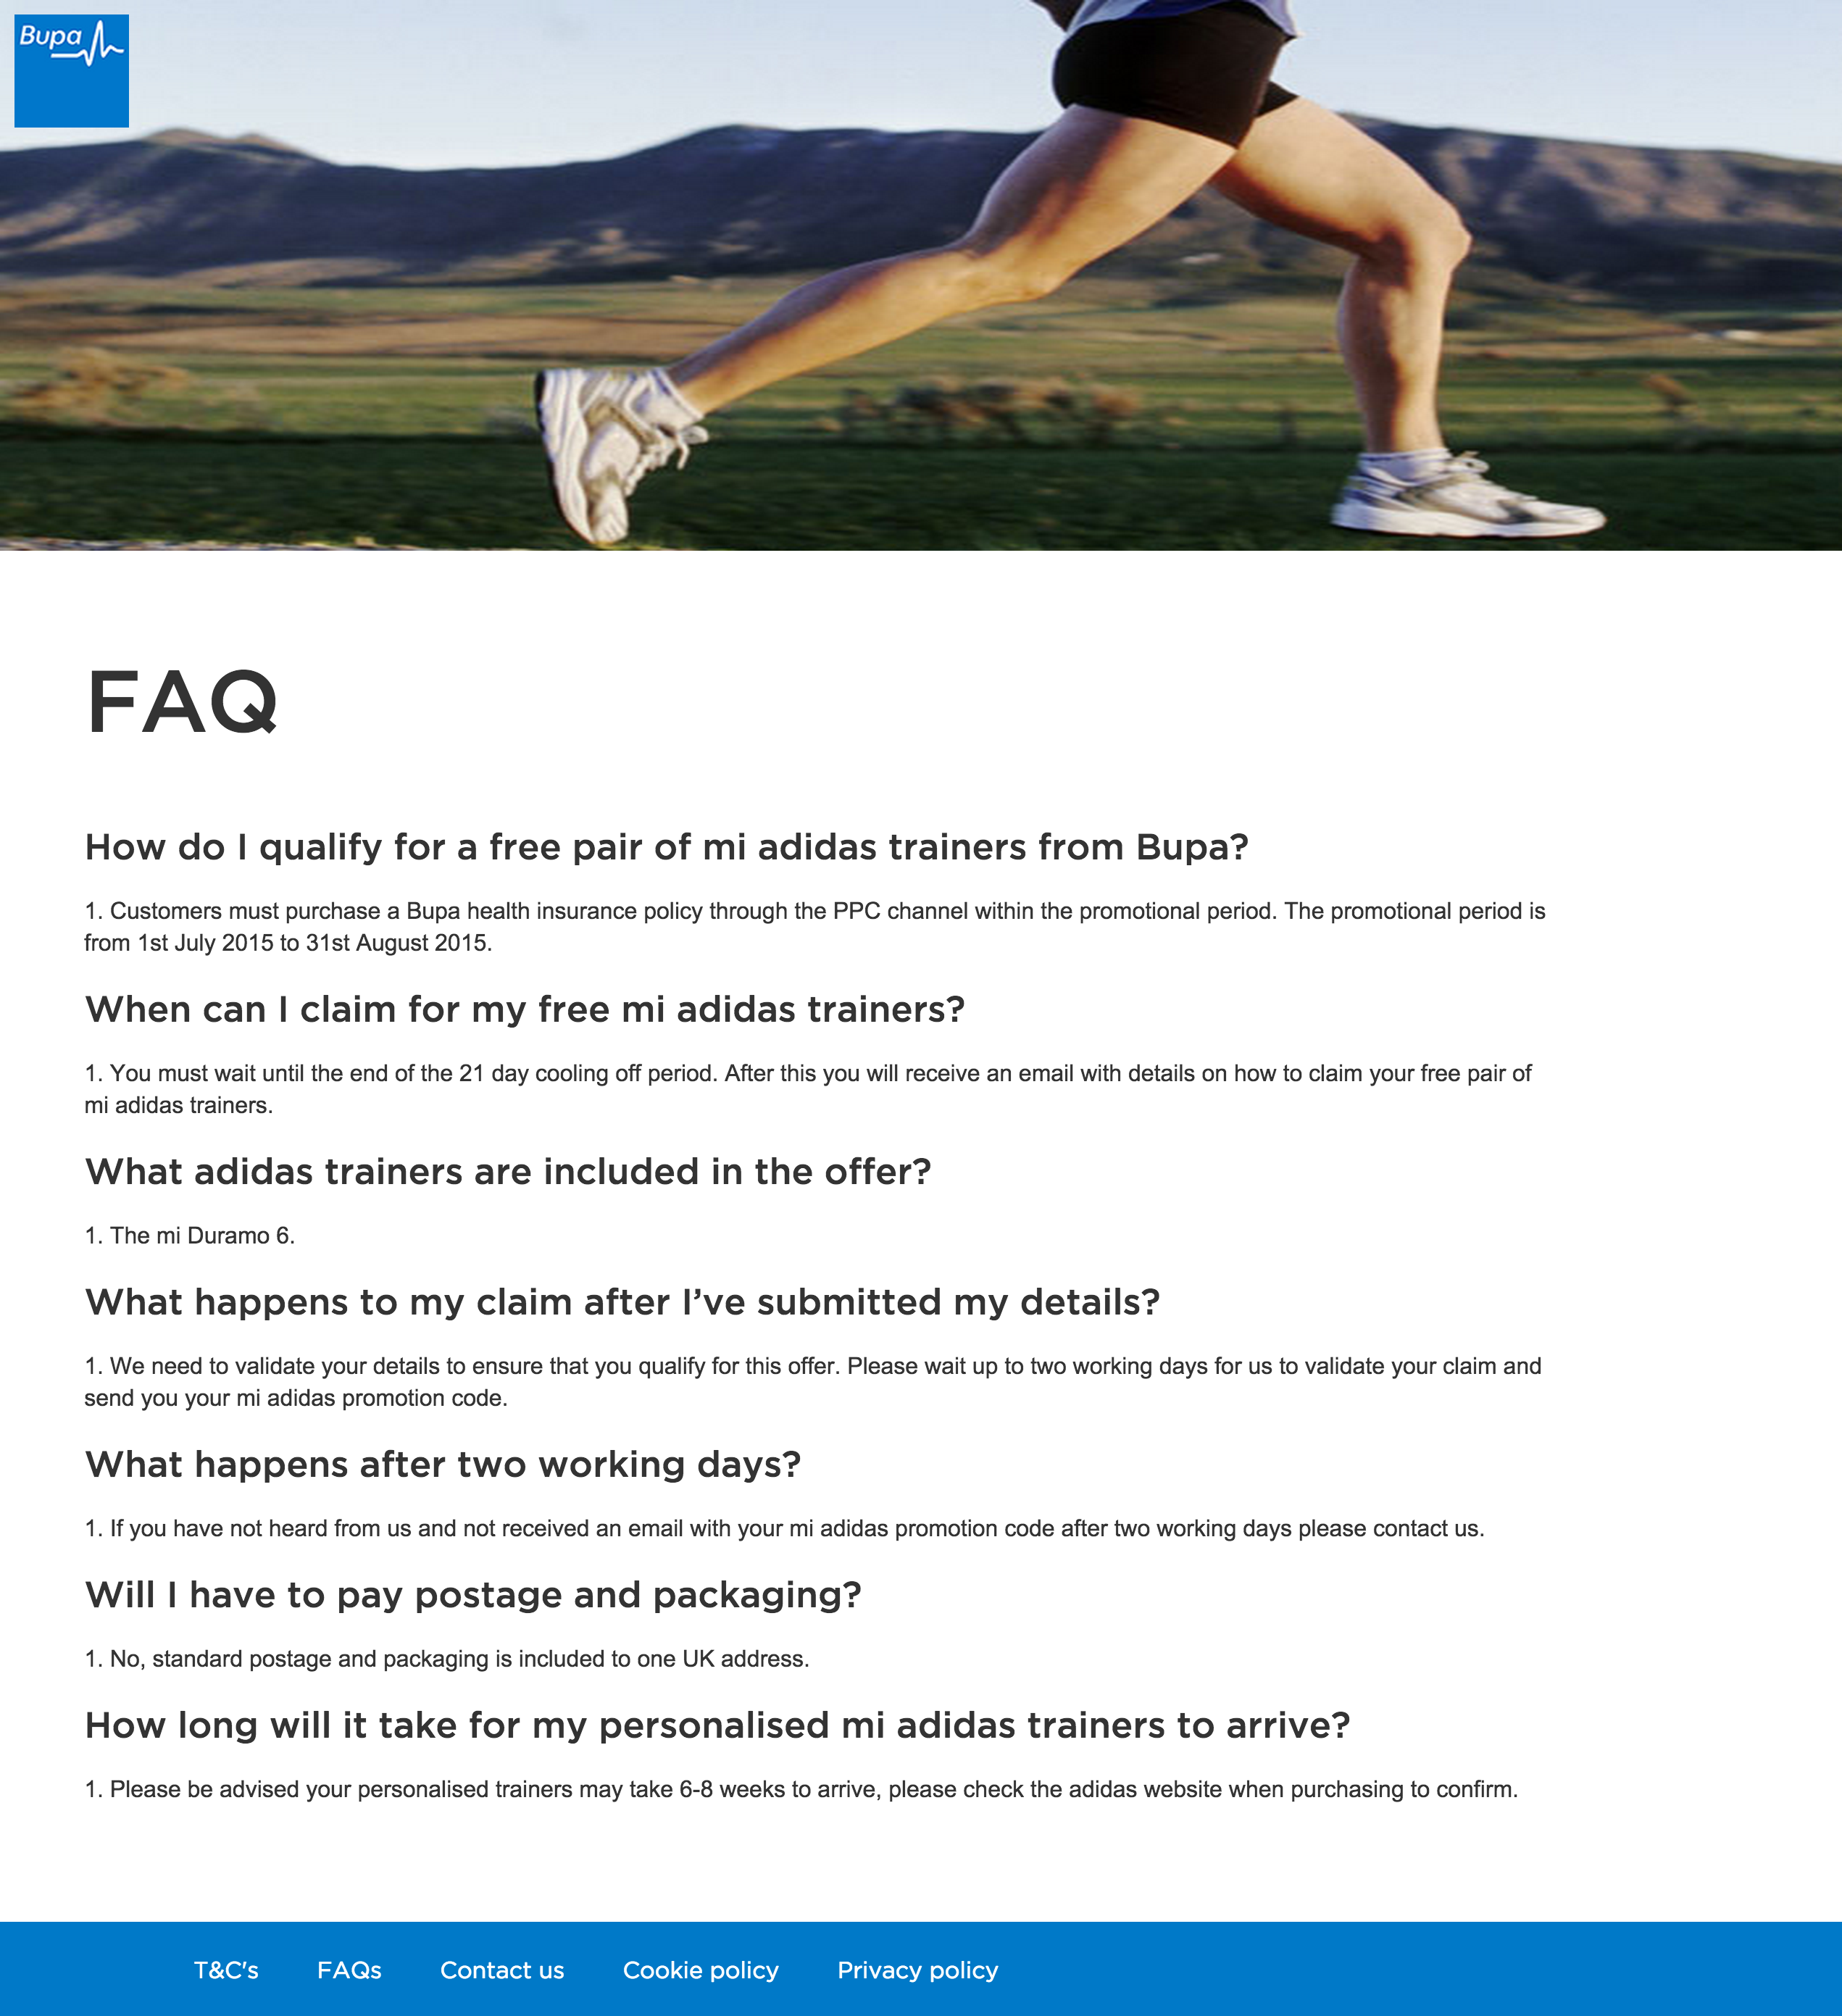 Bupa
FAQ
How do I qualify for a free pair of mi adidas trainers from Bupa?
1. Customers must purchase a Bupa health insurance policy through the PPC channel within the promotional period. The promotional period is
from 1st July 2015 to 31st August 2015.
When can I claim for my free mi adidas trainers?
1. You must wait until the end of the 21 day cooling off period. After this you will receive an email with details on how to claim your free pair of
mi adidas trainers.
What adidas trainers are included in the offer?
1. The mi Duramo 6.
What happens to my claim after I’ve submitted my details?
1. We need to validate your details to ensure that you qualify for this offer. Please wait up to two working days for us to validate your claim and
send you your mi adidas promotion code.
What happens after two working days?
1. If you have not heard from us and not received an email with your mi adidas promotion code after two working days please contact us.
Will I have to pay postage and packaging?
1. No, standard postage and packaging is included to one UK address.
How long will it take for my personalised mi adidas trainers to arrive?
1. Please be advised your personalised trainers may take 6-8 weeks to arrive, please check the adidas website when purchasing to confirm.
T&C's FAQs Contact us Cookie policy Privacy policy